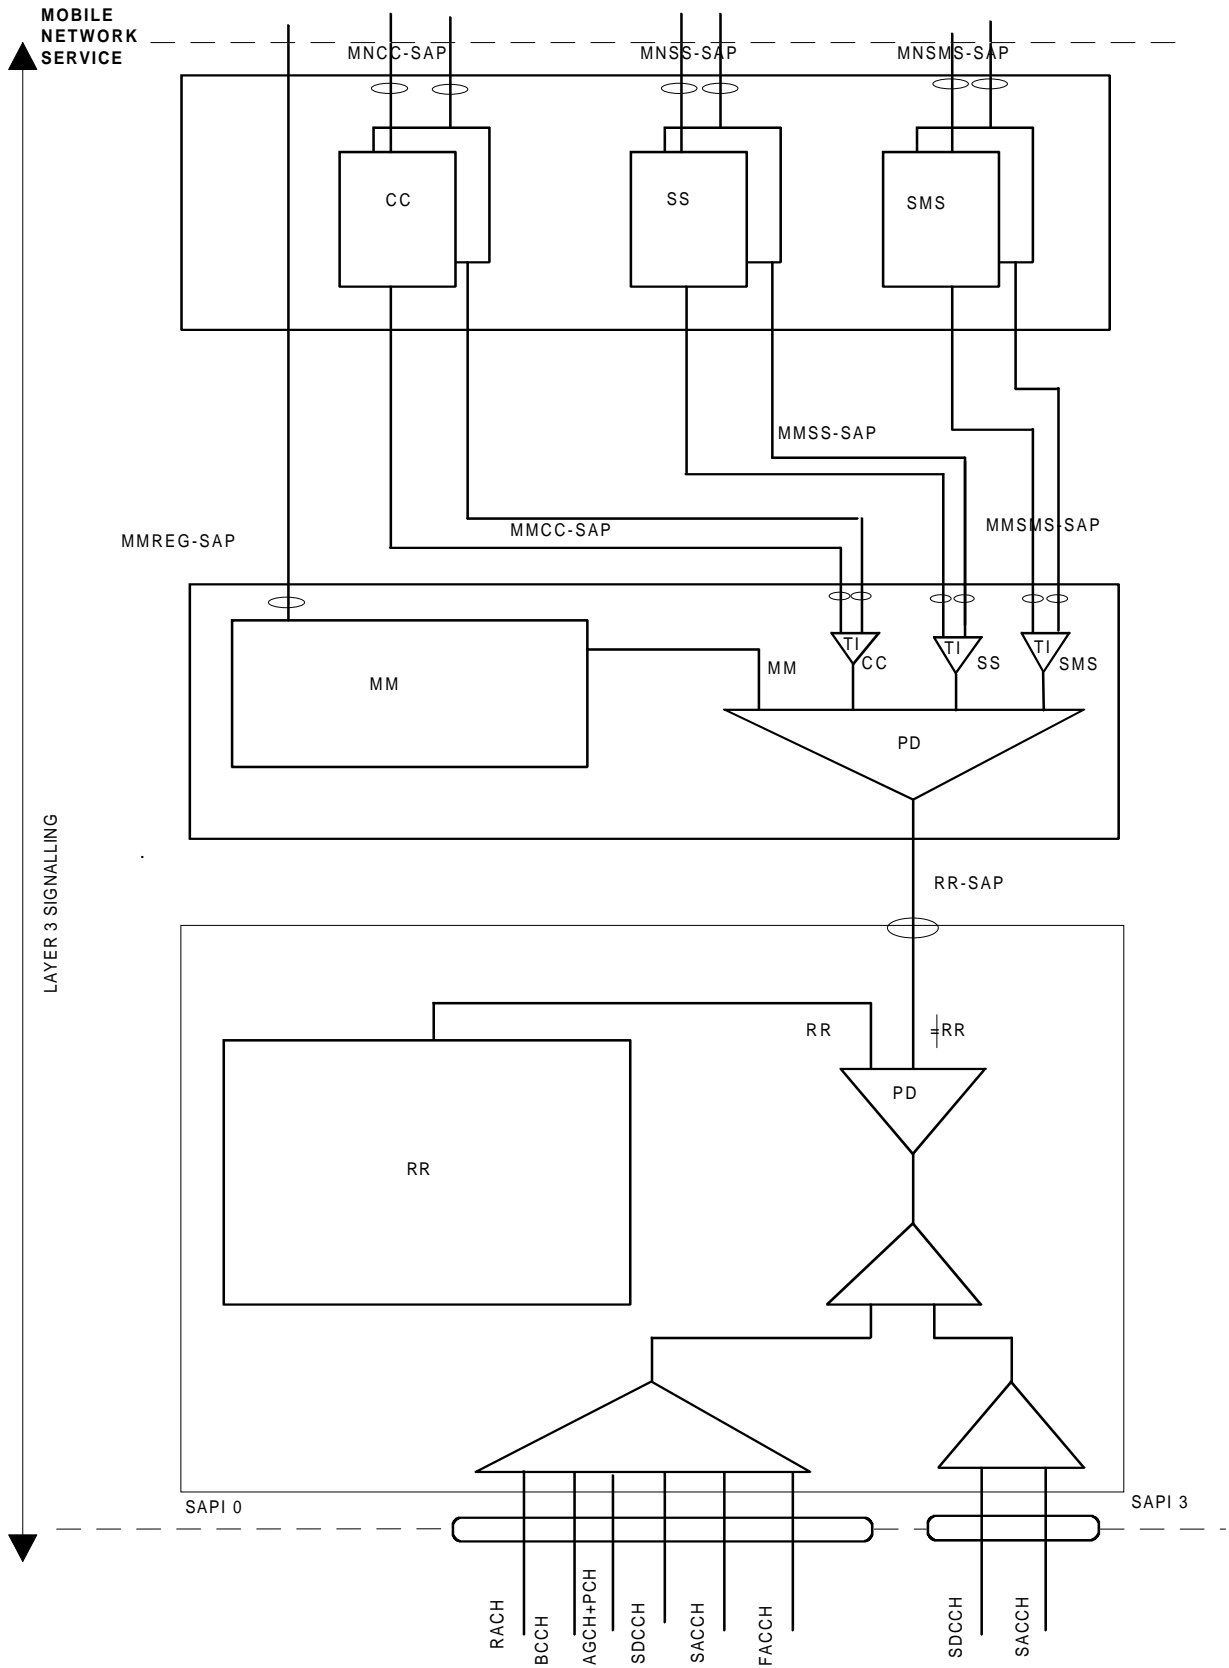 MOBILE
NETWORK
SERVICE
MNCC-SAP
MNSS-SAP
MNSMS-SAP
CC
SS
SMS
MMSS-SAP
MMCC-SAP
MMSMS-SAP
MMREG-SAP
TI
TI
TI
CC
SS
SMS
MM
MM
PD
LAYER 3 SIGNALLING
RR-SAP
RR
≠RR
PD
RR
SAPI 0
SAPI 3
RACH
BCCH
AGCH+PCH
SDCCH
SACCH
FACCH
SDCCH
SACCH